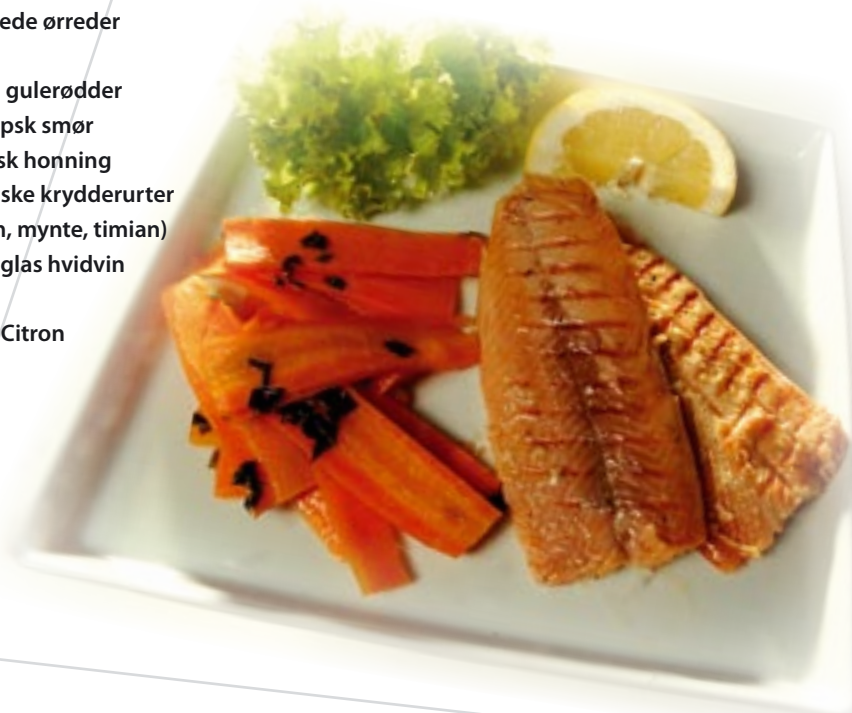 ede ørreder
gulerødder
psk smør
sk honning
ske krydderurter
n, mynte, timian)
glas hvidvin
Citron